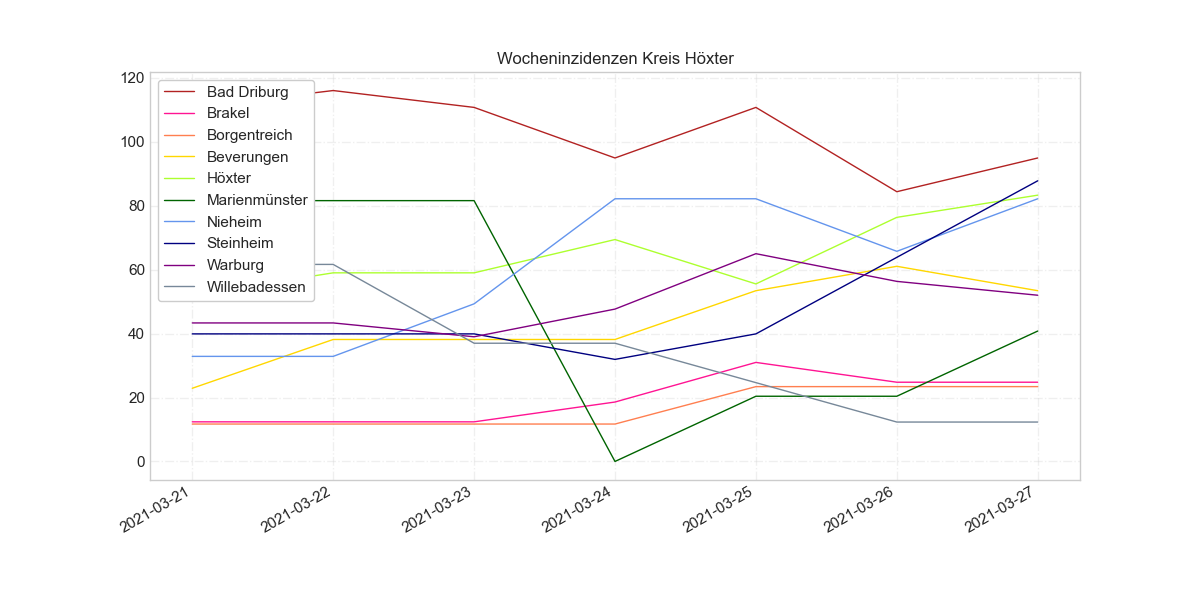 Wocheninzidenzen Kreis Höxter
120
100
80
60
40
20
0
Bad Driburg
Brakel
Borgentreich
Beverungen
Höxter
Marienmünster
Nieheim
Steinheim
Warburg
Willebadessen
2021-03-21
2021-03-22
2021-03-23
2021-03-24
2021-03-25
2021-03-26
2021-03-27